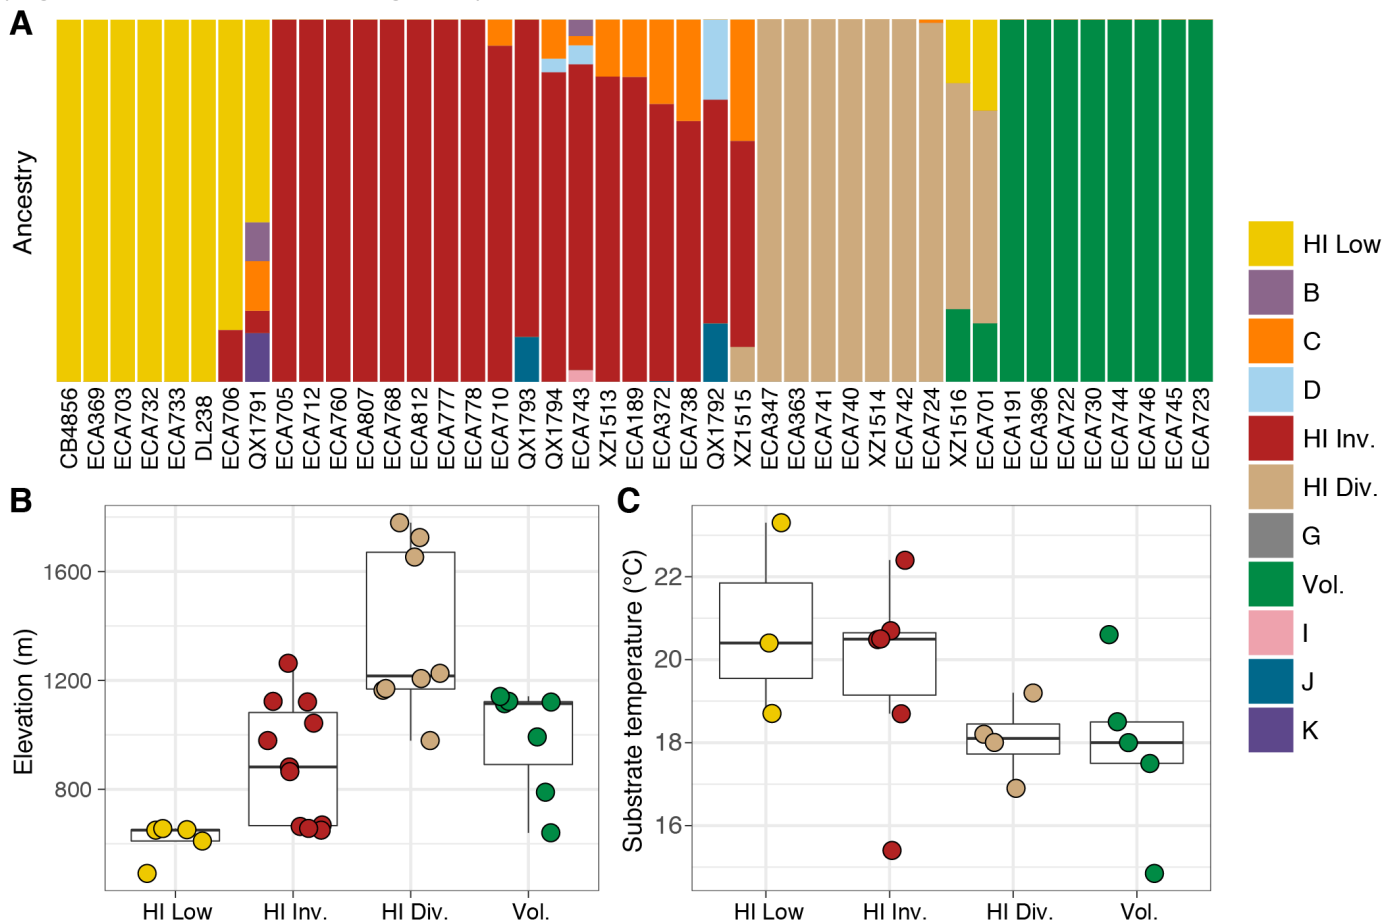 A
Ancestry
CB4856
ECA369
ECA703
ECA732
ECA733
DL238
ECA706
QX1791
ECA705
ECA712
ECA760
ECA807
ECA768
ECA812
ECA777
ECA778
ECA710
QX1793
QX1794
ECA743
XZ1513
ECA189
ECA372
ECA738
QX1792
XZ1515
ECA347
ECA363
ECA741
ECA740
XZ1514
ECA742
ECA724
XZ1516
ECA701
ECA191
ECA396
ECA722
ECA730
ECA744
ECA746
ECA745
ECA723
HI Low
B
C
D
HI Inv.
HI Div.
G
Vol.
I
J
K
B
Elevation (m)
1600
1200
800
HI Low
HI Inv.
HI Div.
Vol.
C
Substrate temperature (°C)
22
20
18
16
HI Low
HI Inv.
HI Div.
Vol.